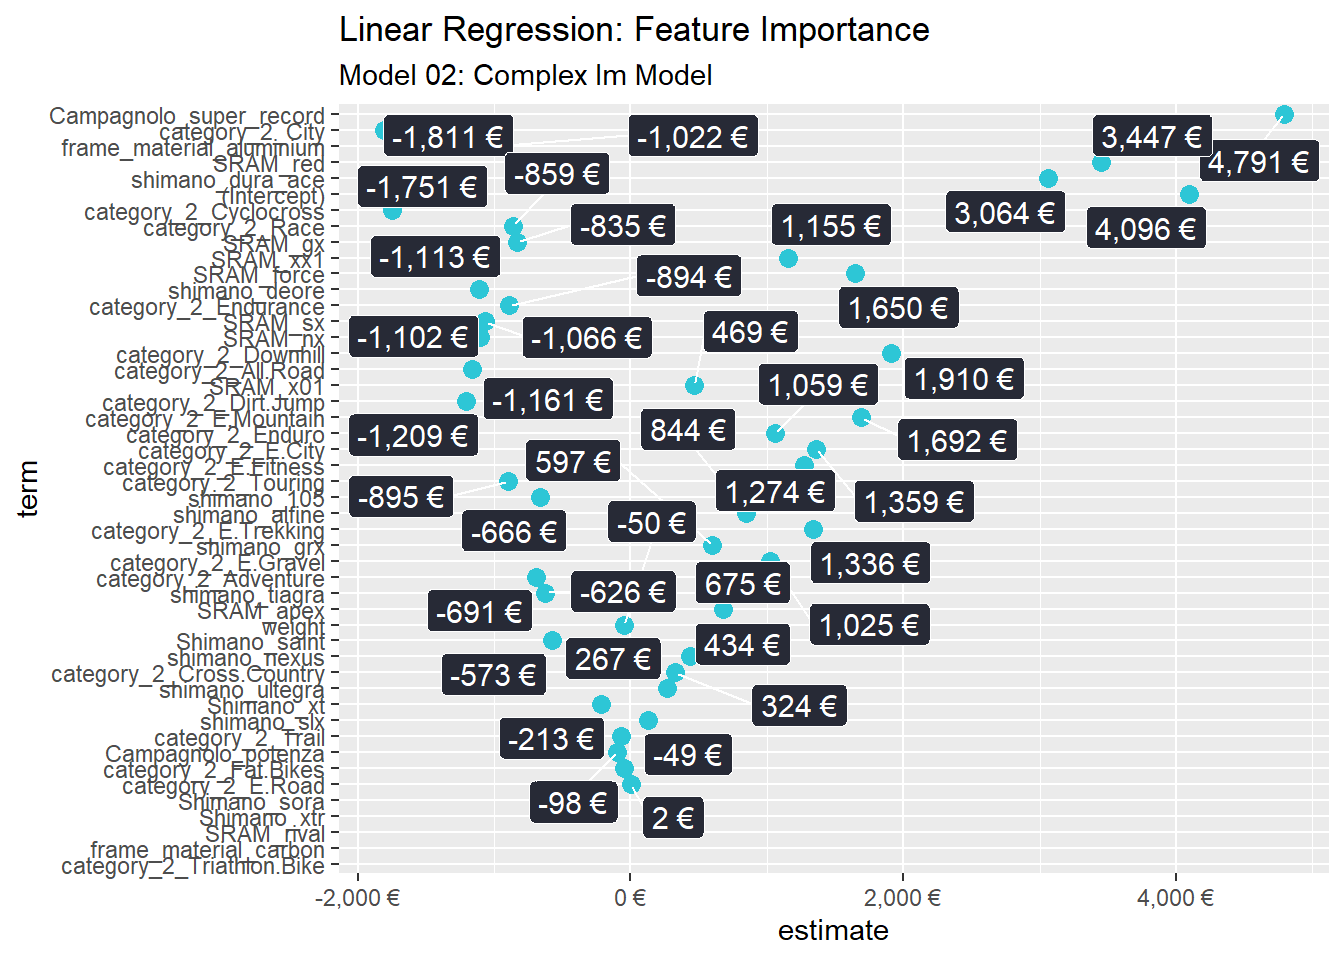 Linear Regression: Feature Importance
Model 02: Complex lm Model
term
Campagnolo_super_record
category_2_City
frame_material_aluminium
SRAM_red
shimano_dura_ace
(Intercept)
category_2_Cyclocross
category_2_Race
SRAM_gx
SRAM_xx1
SRAM_force
shimano_deore
category_2_Endurance
SRAM_sx
SRAM_nx
category_2_Downhill
category_2_All.Road
SRAM_x01
category_2_Dirt.Jump
category_2_E.Mountain
category_2_Enduro
category_2_E.City
category_2_E.Fitness
category_2_Touring
shimano_105
shimano_alfine
category_2_E.Trekking
shimano_grx
category_2_E.Gravel
category_2_Adventure
shimano_tiagra
SRAM_apex
weight
Shimano_saint
shimano_nexus
category_2_Cross.Country
shimano_ultegra
Shimano_xt
shimano_slx
category_2_Trail
Campagnolo_potenza
category_2_Fat.Bikes
category_2_E.Road
Shimano_sora
Shimano_xtr
SRAM_rival
frame_material_carbon
category_2_Triathlon.Bike
-1,811 €
-1,022 €
3,447 €
4,791 €
-859 €
-1,751 €
3,064 €
4,096 €
-835 €
1,155 €
-1,113 €
-894 €
1,650 €
-1,102 €
-1,066 €
469 €
1,910 €
1,059 €
-1,161 €
-1,209 €
844 €
1,692 €
597 €
1,274 €
1,359 €
-895 €
-666 €
-50 €
1,336 €
-691 €
-626 €
675 €
1,025 €
267 €
434 €
-573 €
324 €
-213 €
-49 €
-98 €
2 €
-2,000 €
0 €
2,000 €
4,000 €
estimate